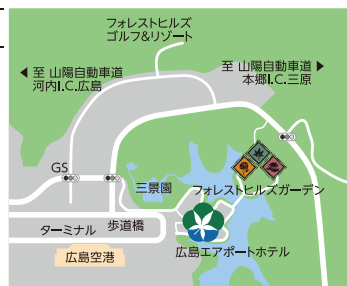 フォレストヒルズ
ゴルフ&リゾート
◀ 至 山陽自動車道
河内I.C.広島
至 山陽自動車道 ▶
本郷I.C.三原
GS
三景園
フォレストヒルズガーデン
ターミナル
歩道橋
広島空港
広島エアポートホテル